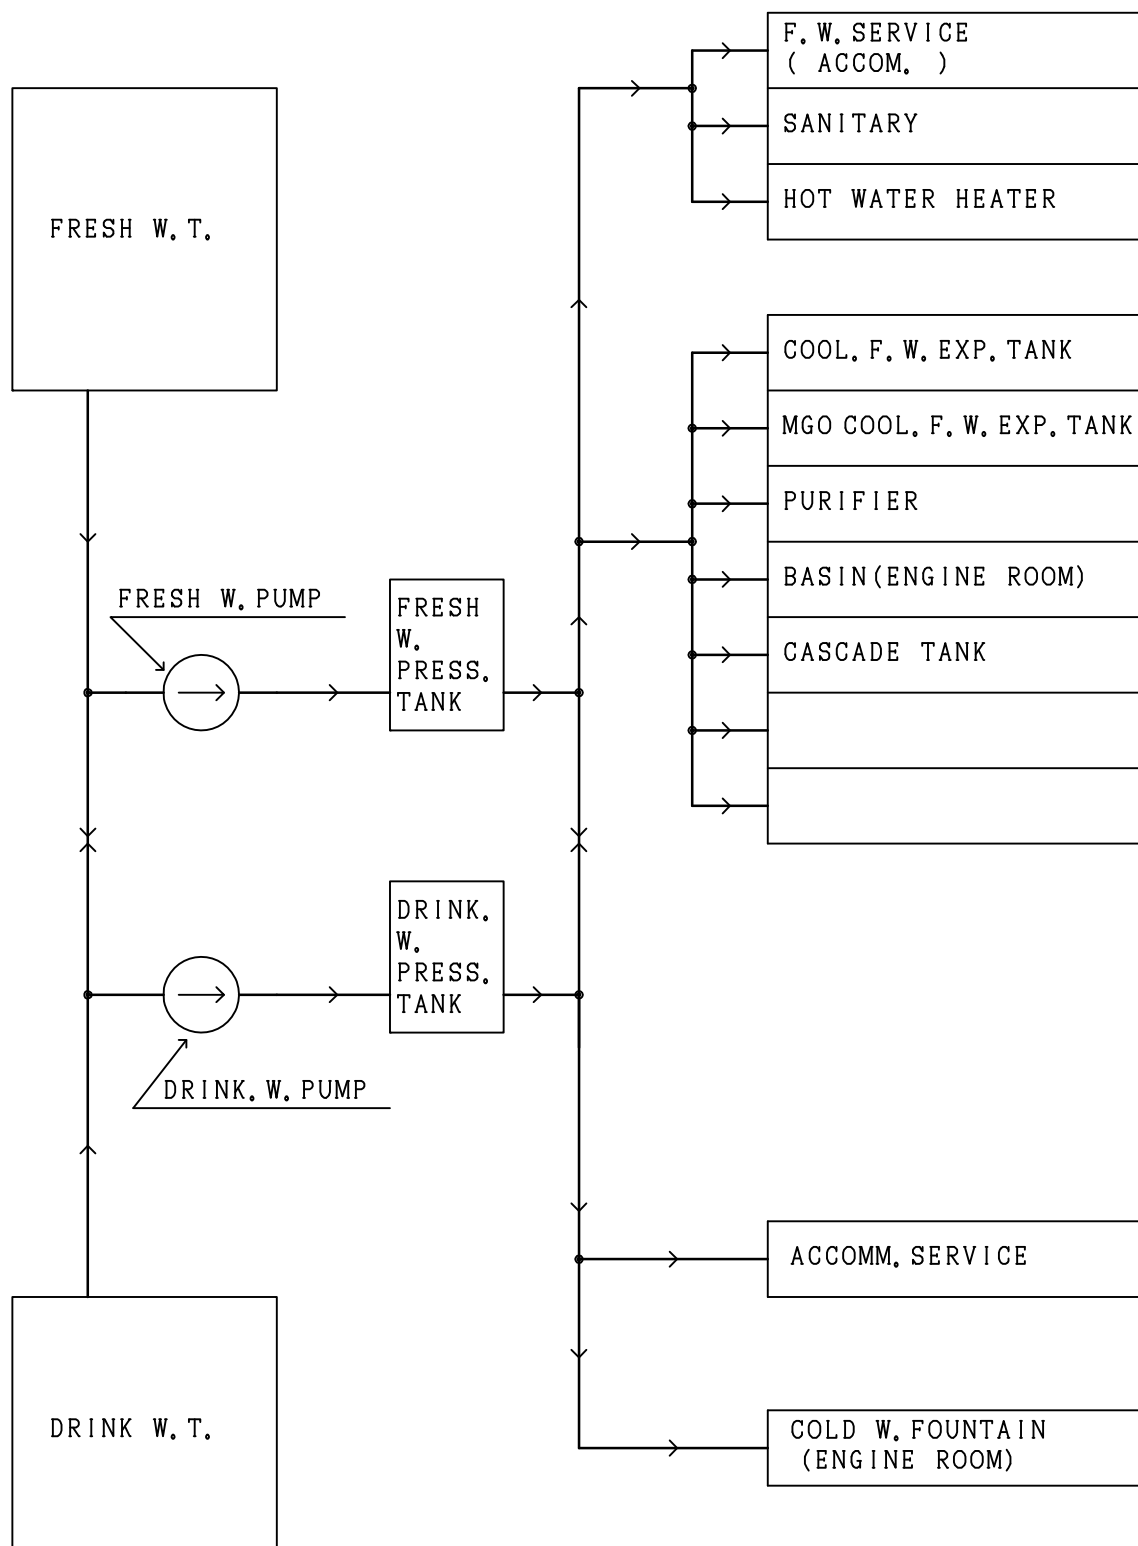 F.W.SERVICE
( ACCOM. )
SANITARY
HOT WATER HEATER
FRESH W.T.
COOL.F.W.EXP.TANK
MGO COOL.F.W.EXP.TANK
PURIFIER
BASIN(ENGINE ROOM)
CASCADE TANK
FRESH W.PUMP
FRESH
W.
PRESS.
TANK
DRINK.
W.
PRESS.
TANK
DRINK.W.PUMP
ACCOMM.SERVICE
DRINK W.T.
COLD W.FOUNTAIN
(ENGINE ROOM)